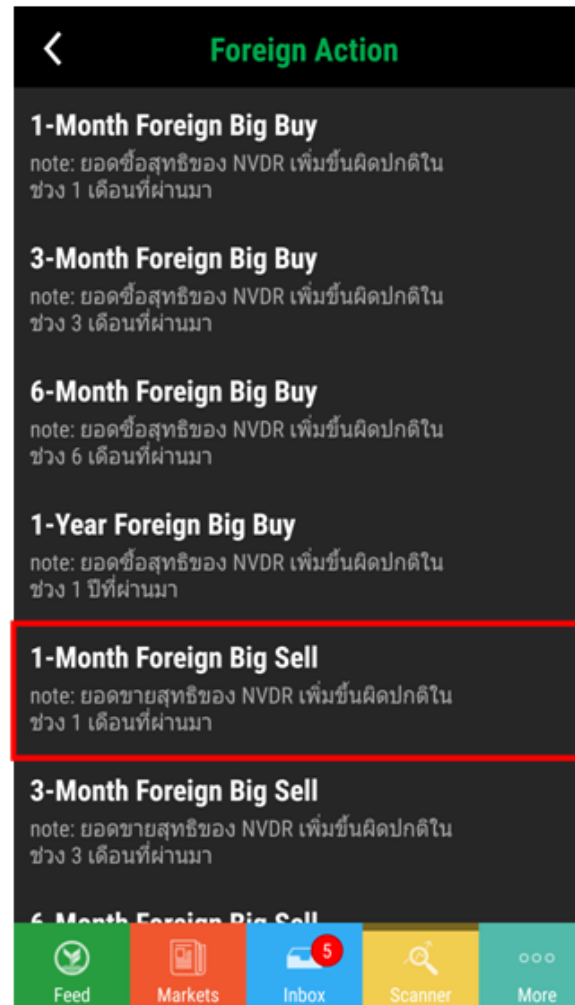 Foreign Action
1-Month Foreign Big Buy
note: ยอดซื้อสุทธิของ NVDR เพิ่มขึ้นผิดปกติใน
ช่วง 1 เดือนที่ผ่านมา
3-Month Foreign Big Buy
note: ยอดซื้อสุทธิของ NVDR เพิ่มขึ้นผิดปกติใน
ช่วง 3 เดือนที่ผ่านมา
6-Month Foreign Big Buy
note: ยอดซื้อสุทธิของ NVDR เพิ่มขึ้นผิดปกติใน
ช่วง 6 เดือนที่ผ่านมา
1-Year Foreign Big Buy
note: ยอดซื้อสุทธิของ NVDR เพิ่มขึ้นผิดปกติใน
ช่วง 1 ปีที่ผ่านมา
1-Month Foreign Big Sell
note: ยอดขายสุทธิของ NVDR เพิ่มขึ้นผิดปกติใน
ช่วง 1 เดือนที่ผ่านมา
3-Month Foreign Big Sell
note: ยอดขายสุทธิของ NVDR เพิ่มขึ้นผิดปกติใน
ช่วง 3 เดือนที่ผ่านมา
6-Month Foreign Big Sell
5
Feed Markets Inbox Scanner More